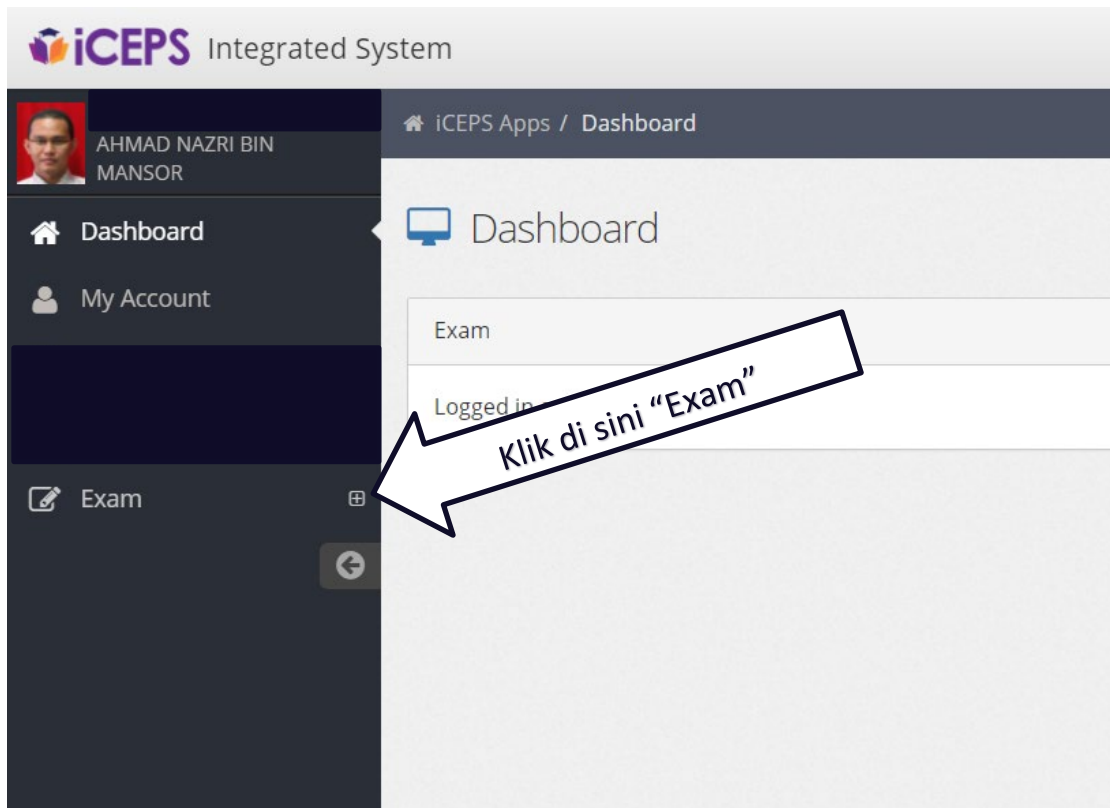 iCEPS Integrated System
AHMAD NAZRI BIN
MANSOR
iCEPS Apps / Dashboard
Dashboard
My Account
Exam
Dashboard
Exam
Logged in
Klik di sini “Exam”